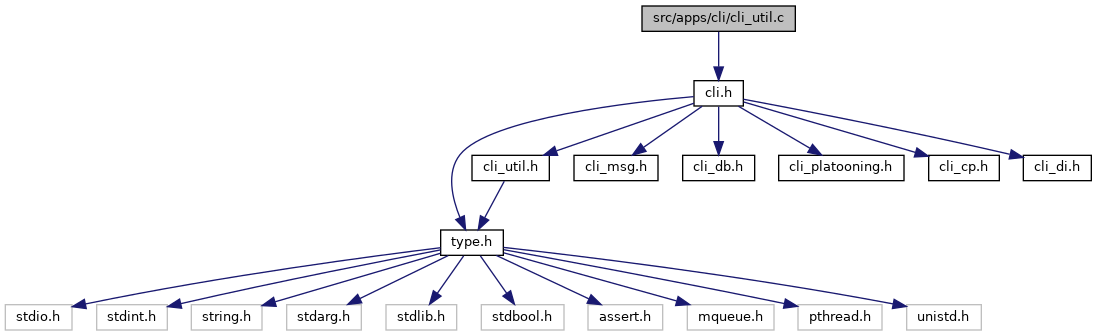 src/apps/cli/cli_util.c
cli.h
cli_util.h
cli_msg.h
cli_db.h
cli_platooning.h
cli_cp.h
cli_di.h
type.h
stdio.h
stdint.h
string.h
stdarg.h
stdlib.h
stdbool.h
assert.h
mqueue.h
pthread.h
unistd.h